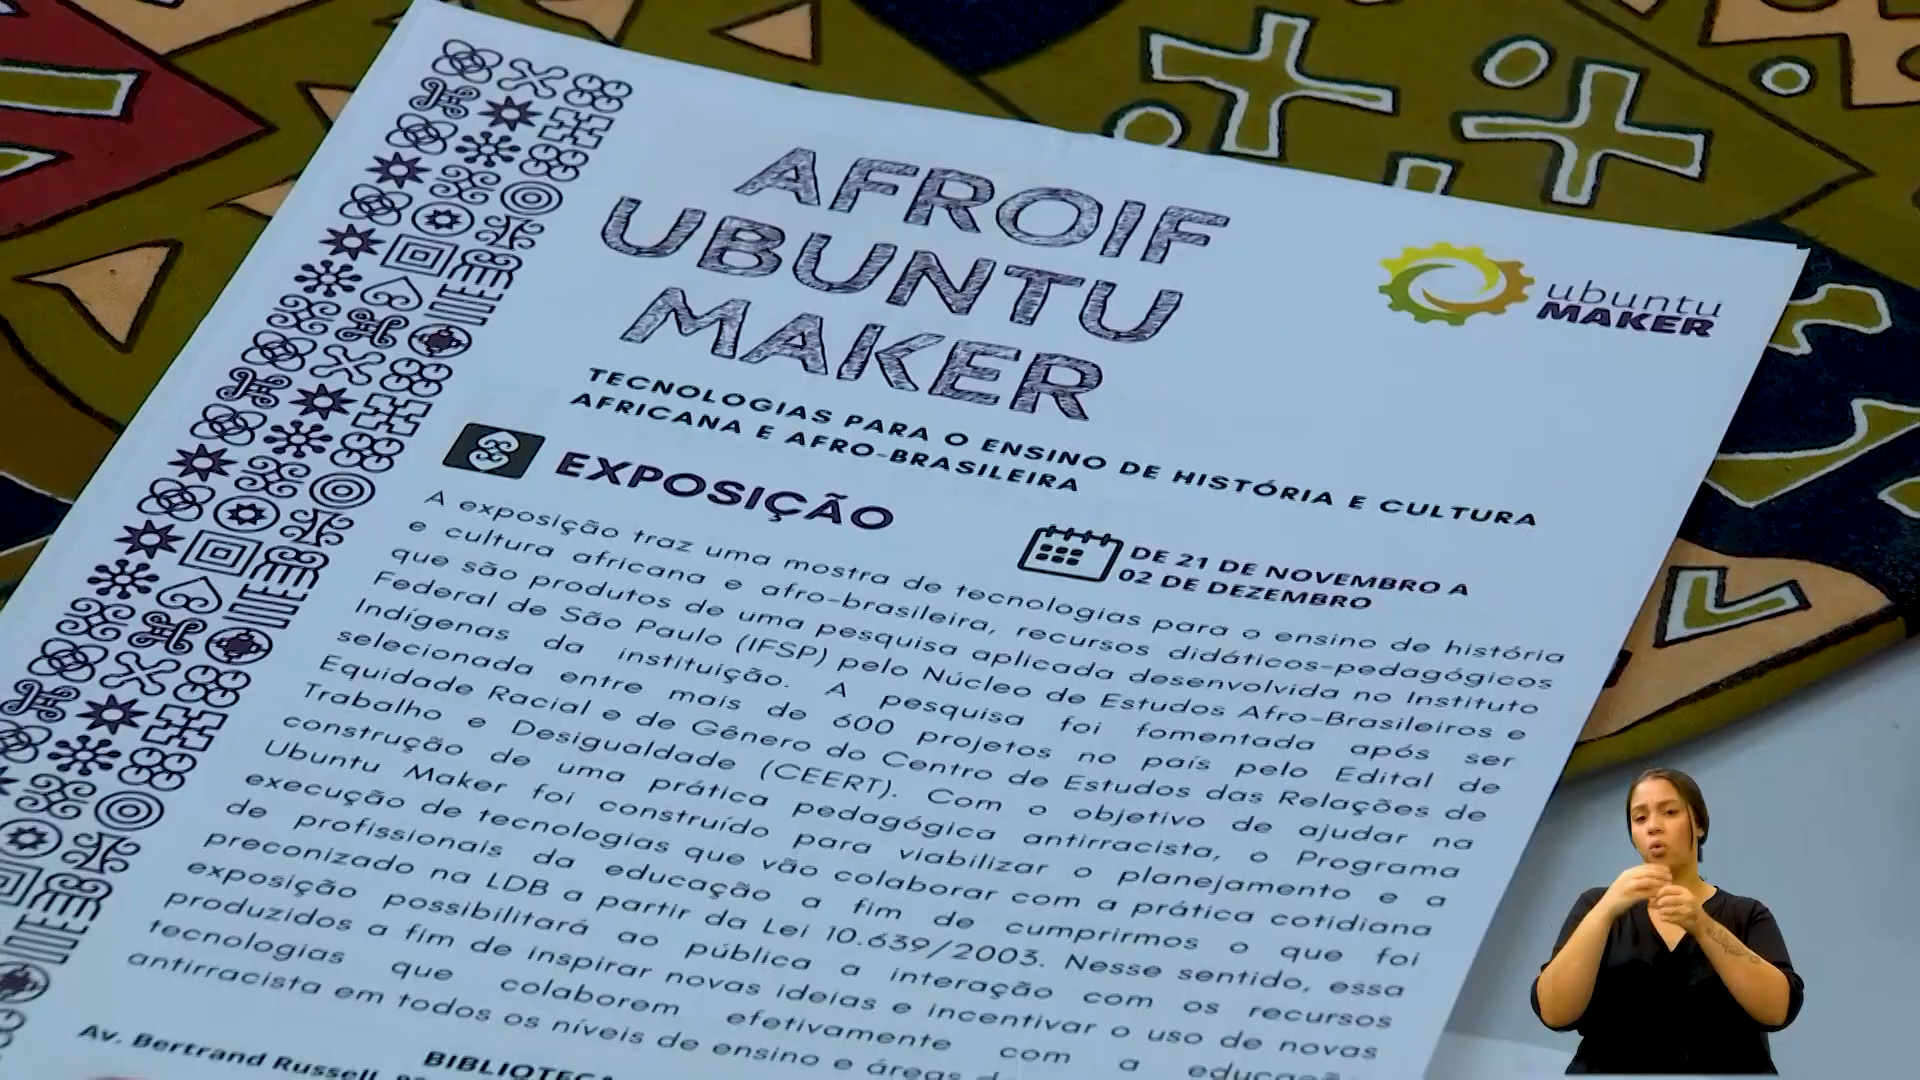 AFROIF
UBUNTU
MAKER
ubuntu
MAKER
TECNOLOGIAS PARA O ENSINO DE HISTÓRIA E CULTURA
AFRICANA E AFRO-BRASILEIRA
EXPOSIÇÃO
DE 21 DE NOVEMBRO A
02 DE DEZEMBRO
A exposição traz uma mostra de tecnologias para o ensino de história
e cultura africana e afro-brasileira, recursos didáticos-pedagógicos
que são produtos de uma pesquisa aplicada desenvolvida no Instituto
Federal de São Paulo (IFSP) pelo Núcleo de Estudos Afro-Brasileiros e
Indígenas da instituição. A pesquisa foi fomentada após ser
selecionada entre mais de 600 projetos no país pelo Edital de
Equidade Racial e de Gênero do Centro de Estudos das Relações de
Trabalho e Desigualdade (CEERT). Com o objetivo de ajudar na
construção de uma prática pedagógica antirracista, o Programa
Ubuntu Maker foi construído para viabilizar o planejamento e a
execução de tecnologias que vão colaborar com a prática cotidiana
de profissionais da educação a fim de cumprirmos o que foi
preconizado na LDB a partir da Lei 10.639/2003. Nesse sentido, essa
exposição possibilitará ao pública a interação com os recursos
produzidos a fim de inspirar novas ideias e incentivar o uso de novas
tecnologias que colaborem efetivamente com a educação
antirracista em todos os níveis de ensino e áreas
BIBLIOTECA
Av. Bertrand Russell,